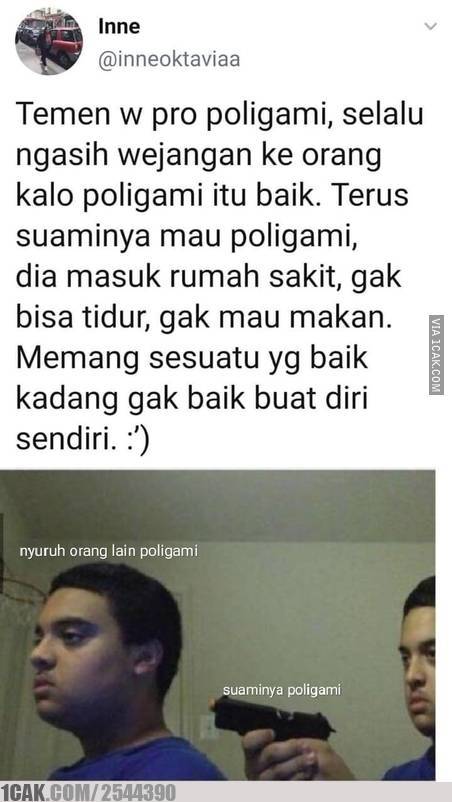 Inne
@inneoktaviaa
Temen w pro poligami, selalu
ngasih wejangan ke orang
kalo poligami itu baik. Terus
suaminya mau poligami,
dia masuk rumah sakit, gak
bisa tidur, gak mau makan.
Memang sesuatu yg baik
kadang gak baik buat diri
sendiri. :')
VIA 1CAK.COM
nyuruh orang lain poligami
suaminya poligami
1CAK.COM/2544390